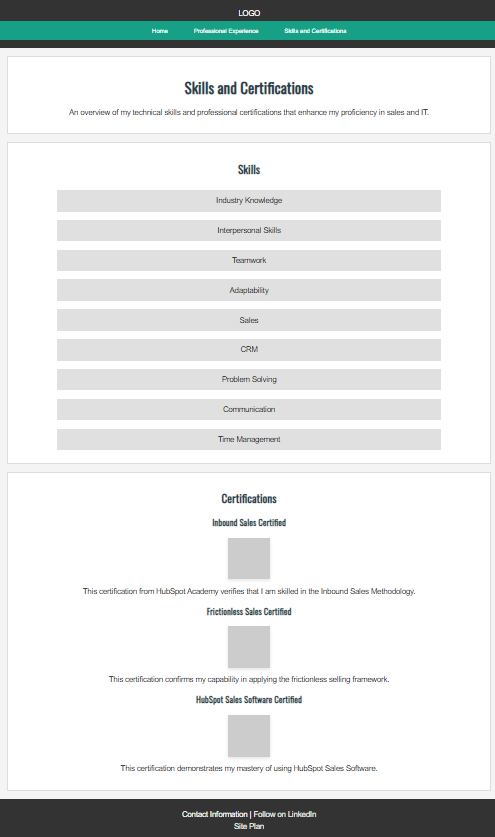 LOGO
Home Professional Experience Skills and Certifications
Skills and Certifications
An overview of my technical skills and professional certifications that enhance my proficiency in sales and IT.
Skills
Industry Knowledge
Interpersonal Skills
Teamwork
Adaptability
Sales
CRM
Problem Solving
Communication
Time Management
Certifications
Inbound Sales Certified
This certification from HubSpot Academy verifies that I am skilled in the Inbound Sales Methodology.
Frictionless Sales Certified
This certification confirms my capability in applying the frictionless selling framework.
HubSpot Sales Software Certified
This certification demonstrates my mastery of using HubSpot Sales Software.
Contact Information | Follow on LinkedIn
Site Plan